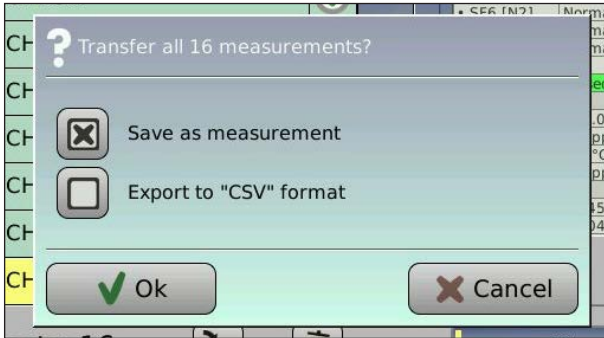 • SF6 [N2]
CH
Transfer all 16 measurements?
CH
CH
Save as measurement
CH
Export to "CSV" format
CH
CH
Ok
Cancel